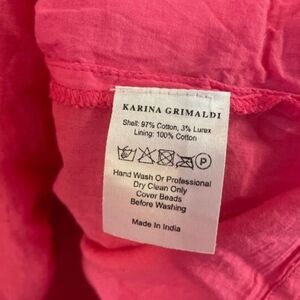 KARINA GRIMALDI
Shell: 97% Cotton, 3% Lurex
Lining: 100% Cotton
P
Hand Wash Or Professional
Dry Clean Only
Cover Beads
Before Washing
Made In India